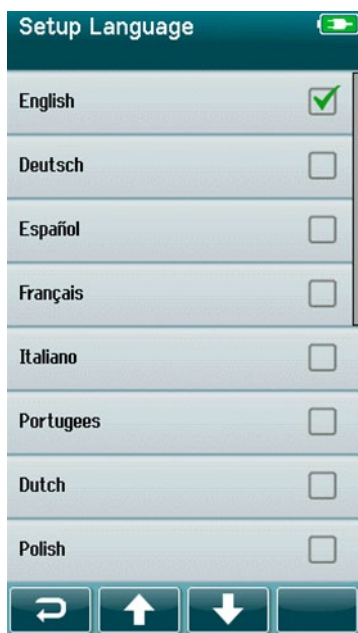 Setup Language
English
Deutsch
Español
Français
Italiano
Portugees
Dutch
Polish